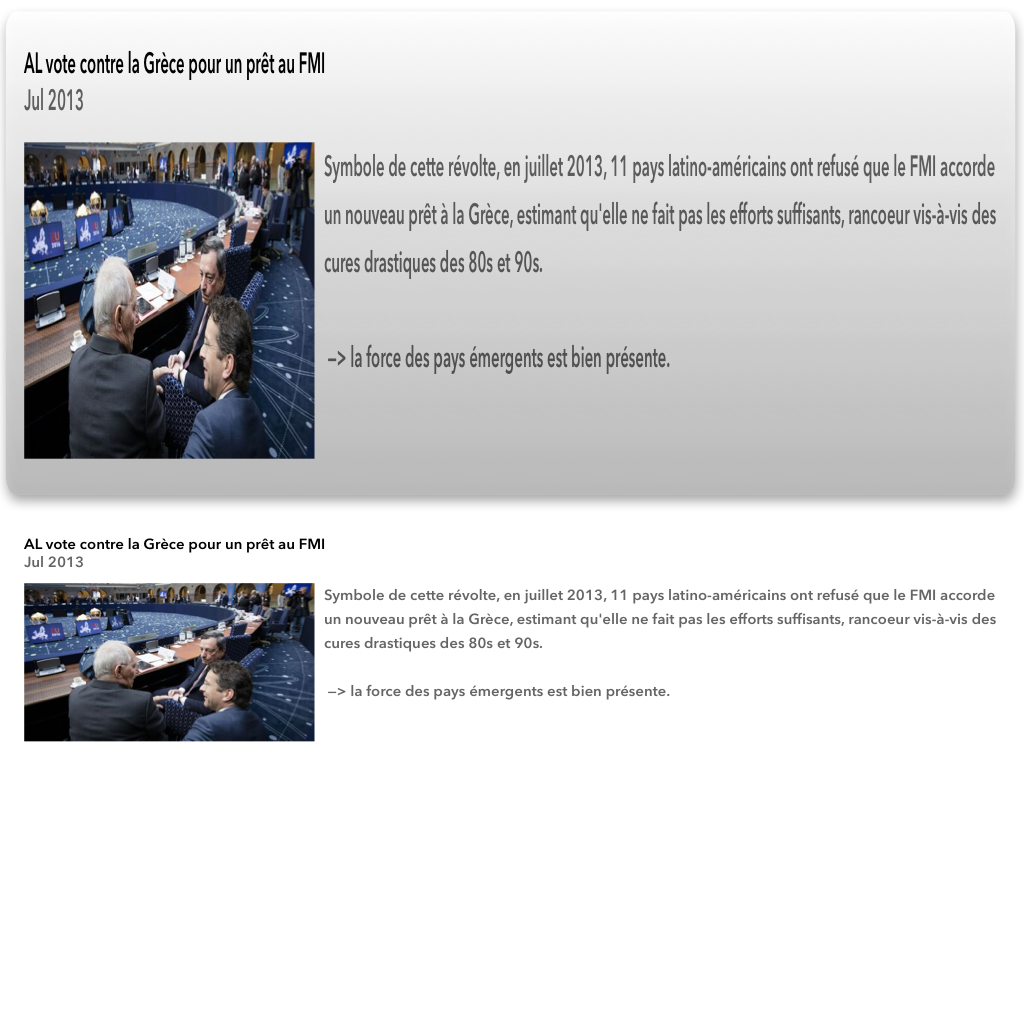 AL vote contre la Grèce pour un prêt au FMI
Jul 2013
Symbole de cette révolte, en juillet 2013, 11 pays latino-américains ont refusé que le FMI accorde
un nouveau prêt à la Grèce, estimant qu'elle ne fait pas les efforts suffisants, rancoeur vis-à-vis des
cures drastiques des 80s et 90s.
—> la force des pays émergents est bien présente.
AL vote contre la Grèce pour un prêt au FMI
Jul 2013
Symbole de cette révolte, en juillet 2013, 11 pays latino-américains ont refusé que le FMI accorde
un nouveau prêt à la Grèce, estimant qu'elle ne fait pas les efforts suffisants, rancoeur vis-à-vis des
cures drastiques des 80s et 90s.
—> la force des pays émergents est bien présente.